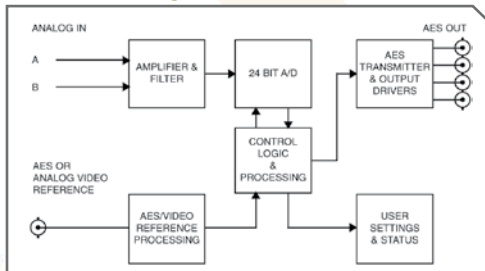 ANALOG IN
AES OUT
A
B
AMPLIFIER &
FILTER
24 BIT A/D
AES
TRANSMITTER
& OUTPUT
DRIVERS
CONTROL
LOGIC
&
PROCESSING
AES OR
ANALOG VIDEO
REFERENCE
AES/VIDEO
REFERENCE
PROCESSING
USER
SETTINGS
& STATUS